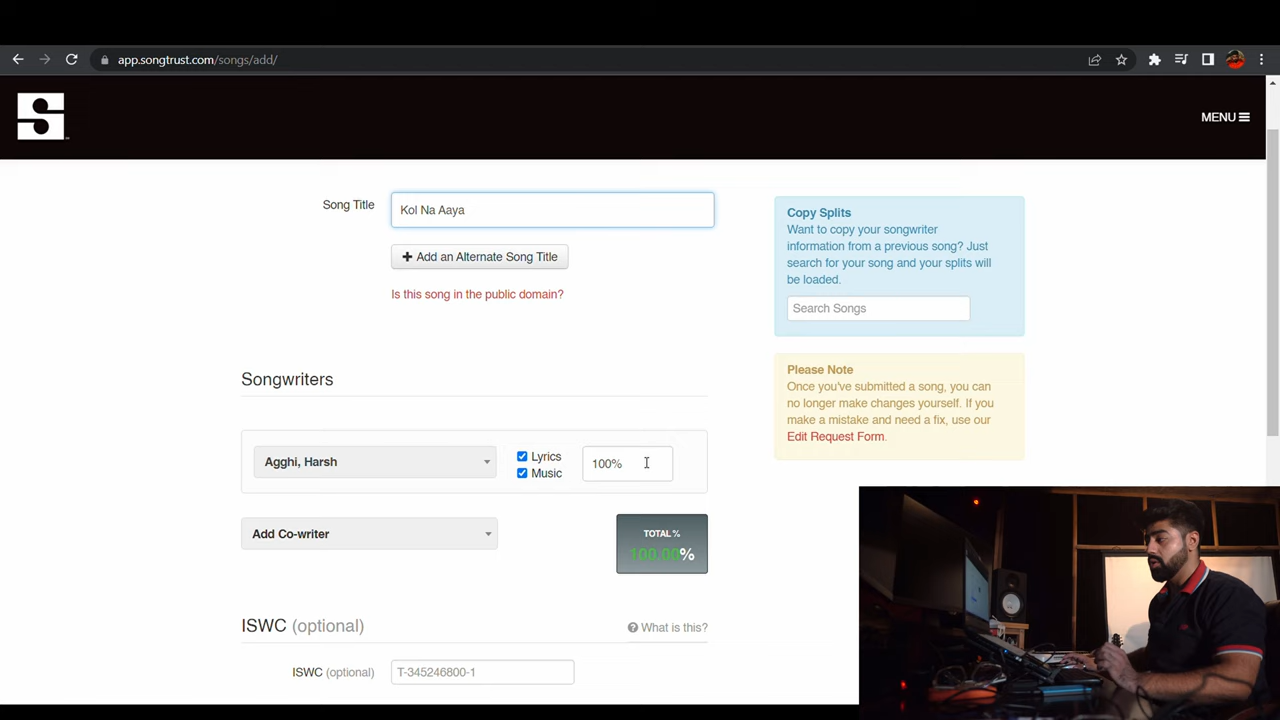 app.songtrust.com/songs/add/
S
MENU
Song Title
Kol Na Aaya
Add an Alternate Song Title
Is this song in the public domain?
Copy Splits
Want to copy your songwriter
information from a previous song? Just
search for your song and your splits will
be loaded.
Search Songs
Please Note
Once you've submitted a song, you can
no longer make changes yourself. If you
make a mistake and need a fix, use our
Edit Request Form.
Songwriters
Agghi, Harsh
Lyrics
Music
100%
Add Co-writer
TOTAL %
100.00%
ISWC (optional)
What is this?
ISWC (optional)
T-345246800-1